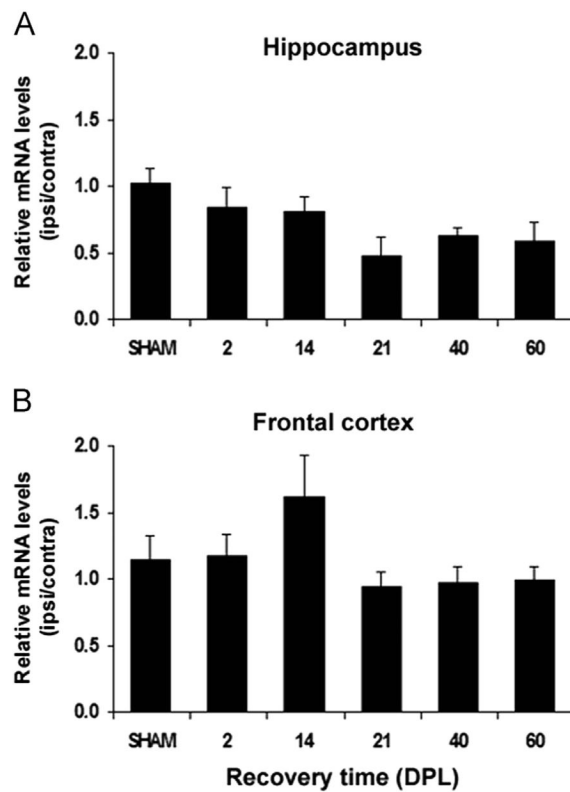 A
Hippocampus
Relative mRNA levels
(ipsi/contra)
2.0
1.5
1.0
0.5
0.0
SHAM 2 14 21 40 60
B
Frontal cortex
Relative mRNA levels
(ipsi/contra)
2.0
1.5
1.0
0.5
0.0
SHAM 2 14 21 40 60
Recovery time (DPL)